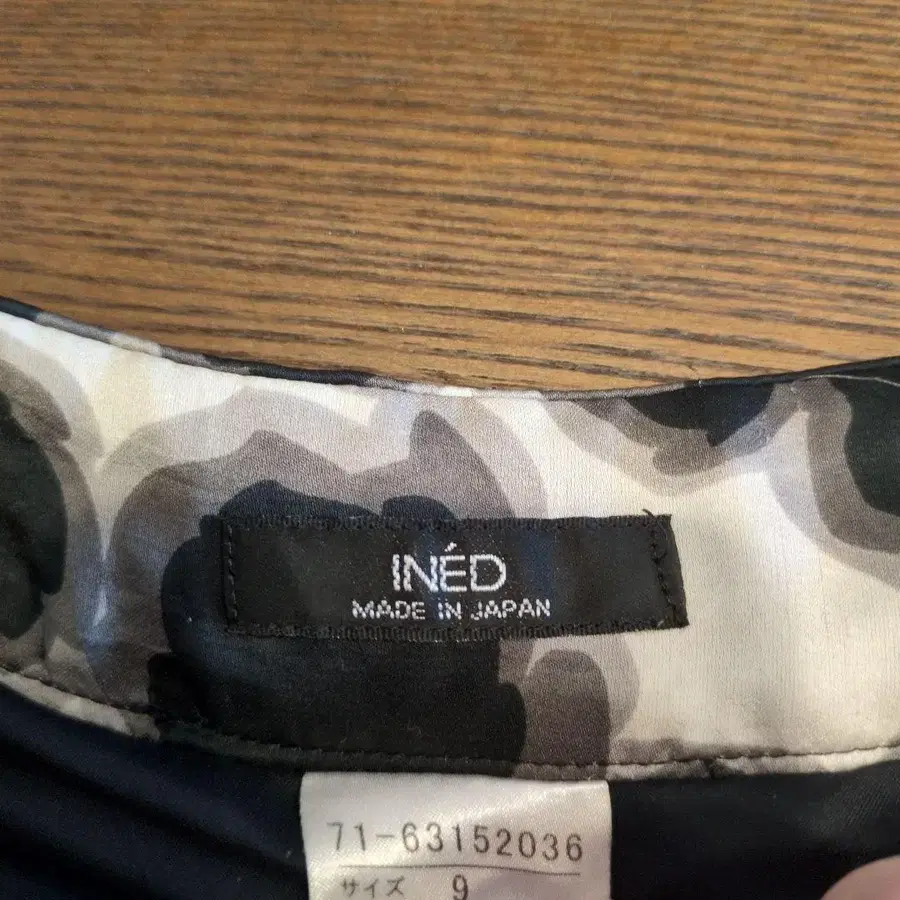 INÉD
MADE IN JAPAN
71-63152036
サイズ 9